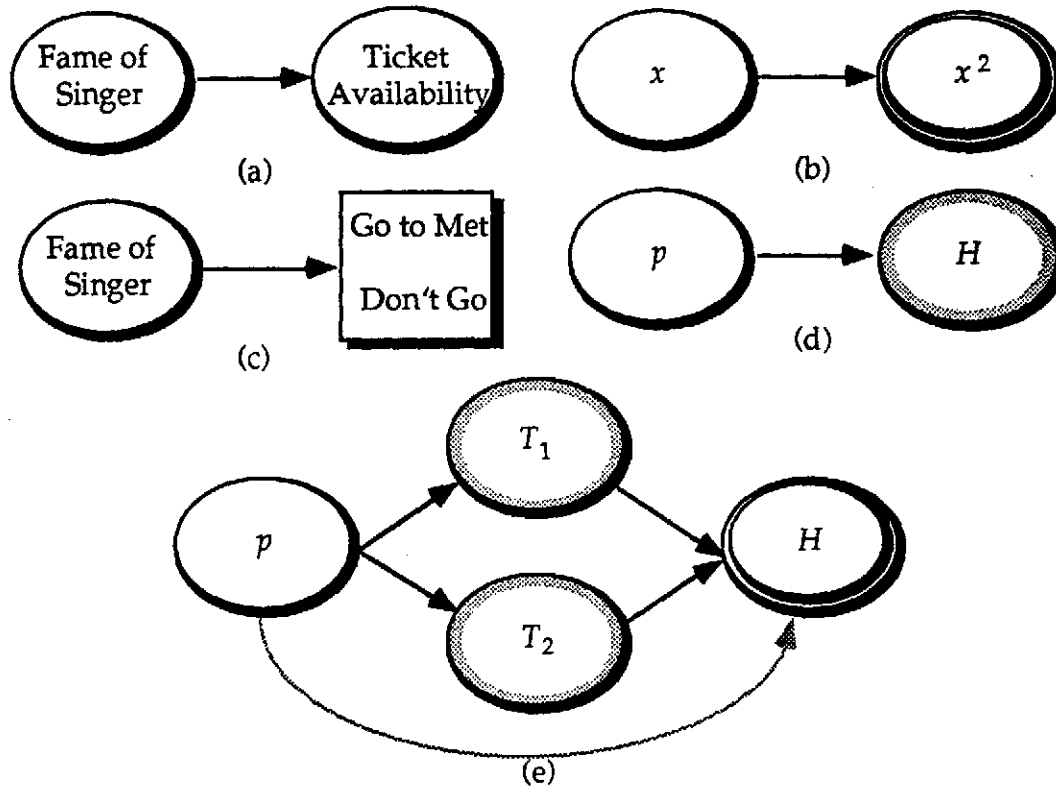 Fame of
Singer
Ticket
Availability
(a)
x
x²
(b)
Fame of
Singer
Go to Met
Don't Go
(c)
p
H
(d)
p
T₁
T₂
H
(e)